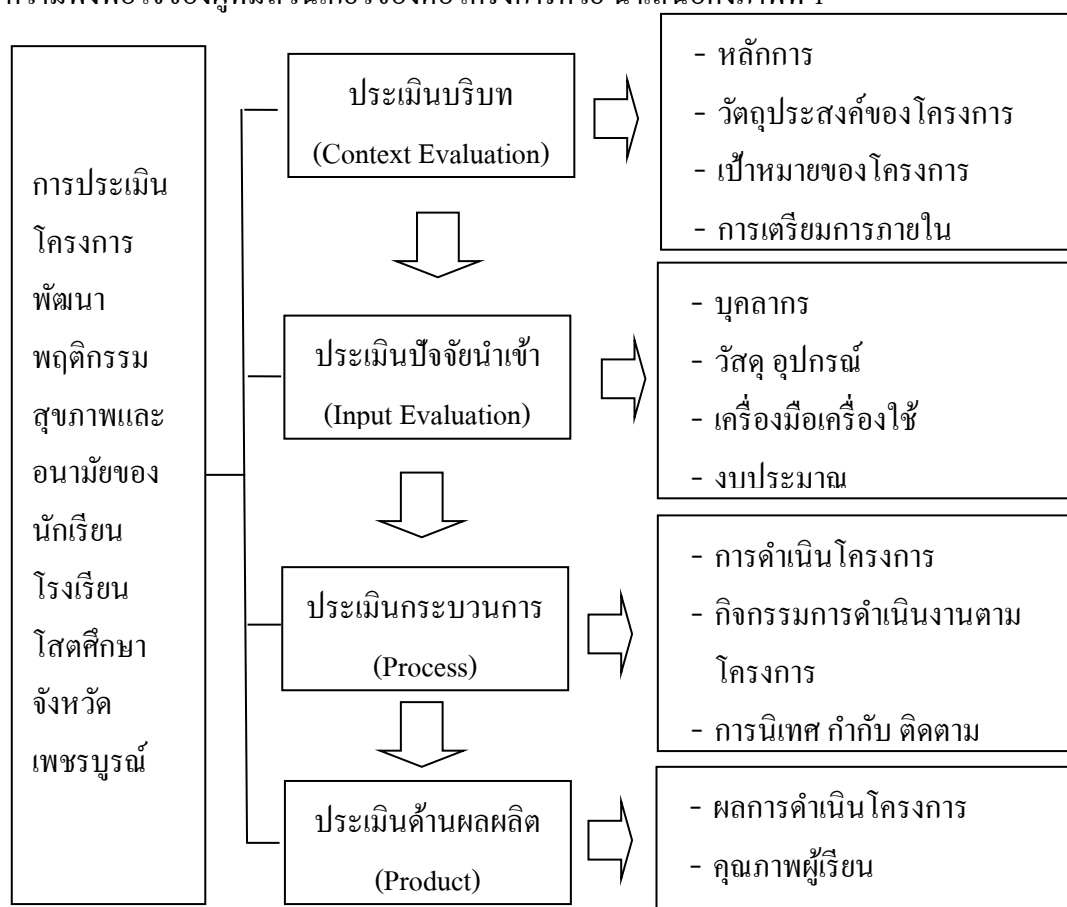 การประเมิน
โครงการ
พัฒนา
พฤติกรรม
สุขภาพและ
อนามัยของ
นักเรียน
โรงเรียน
โสตศึกษา
จังหวัด
เพชรบูรณ์
ประเมินบริบท
(Context Evaluation)
- หลักการ
- วัตถุประสงค์ของโครงการ
- เป้าหมายของโครงการ
- การเตรียมการภายใน
ประเมินปัจจัยนำเข้า
(Input Evaluation)
- บุคลากร
- วัสดุ อุปกรณ์
- เครื่องมือเครื่องใช้
- งบประมาณ
ประเมินกระบวนการ
(Process)
- การดำเนินโครงการ
- กิจกรรมการดำเนินงานตาม
โครงการ
- การนิเทศ กำกับ ติดตาม
ประเมินด้านผลผลิต
(Product)
- ผลการดำเนินโครงการ
- คุณภาพผู้เรียน